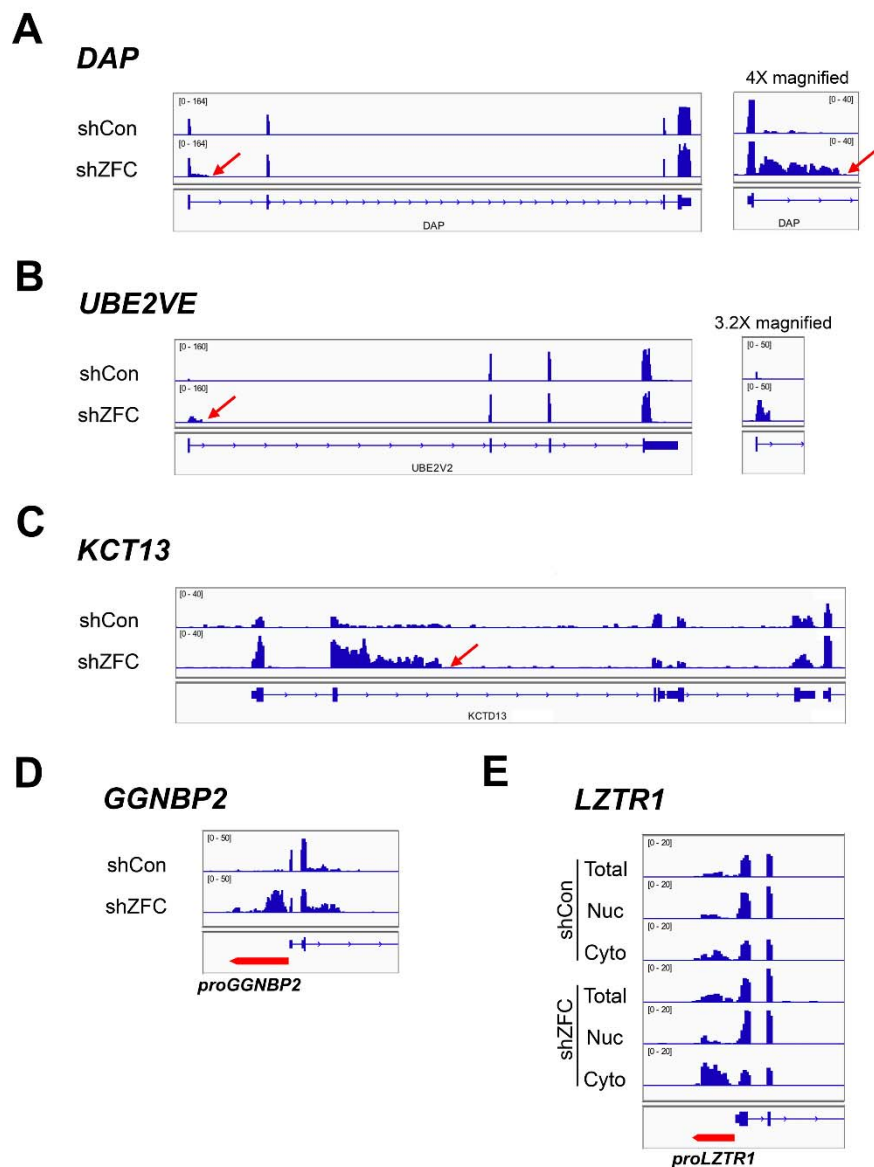 A
DAP
4X magnified
[0 - 164]
[0 - 40]
shCon
[0 - 164]
[0 - 40]
shZFC
DAP
DAP
B
UBE2VE
3.2X magnified
[0 - 160]
[0 - 50]
shCon
[0 - 160]
[0 - 50]
shZFC
UBE2V2
C
KCT13
[0 - 40]
shCon
[0 - 40]
shZFC
KCTD13
D
GGNBP2
[0 - 50]
shCon
[0 - 50]
shZFC
proGGNBP2
E
LZTR1
shCon
[0 - 20]
Total
[0 - 20]
Nuc
[0 - 20]
Cyto
shZFC
[0 - 20]
Total
[0 - 20]
Nuc
[0 - 20]
Cyto
proLZTR1